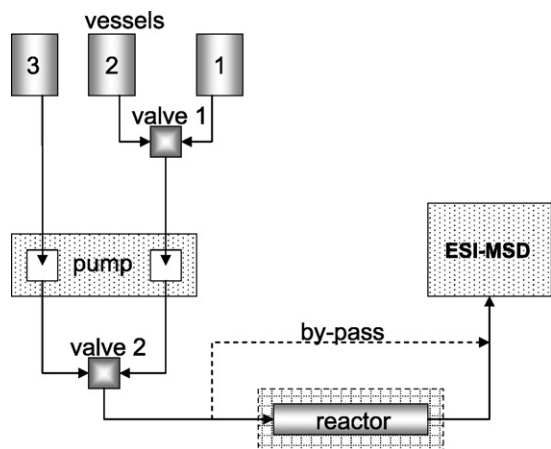 vessels
3
2
1
valve 1
pump
ESI-MSD
by-pass
valve 2
reactor